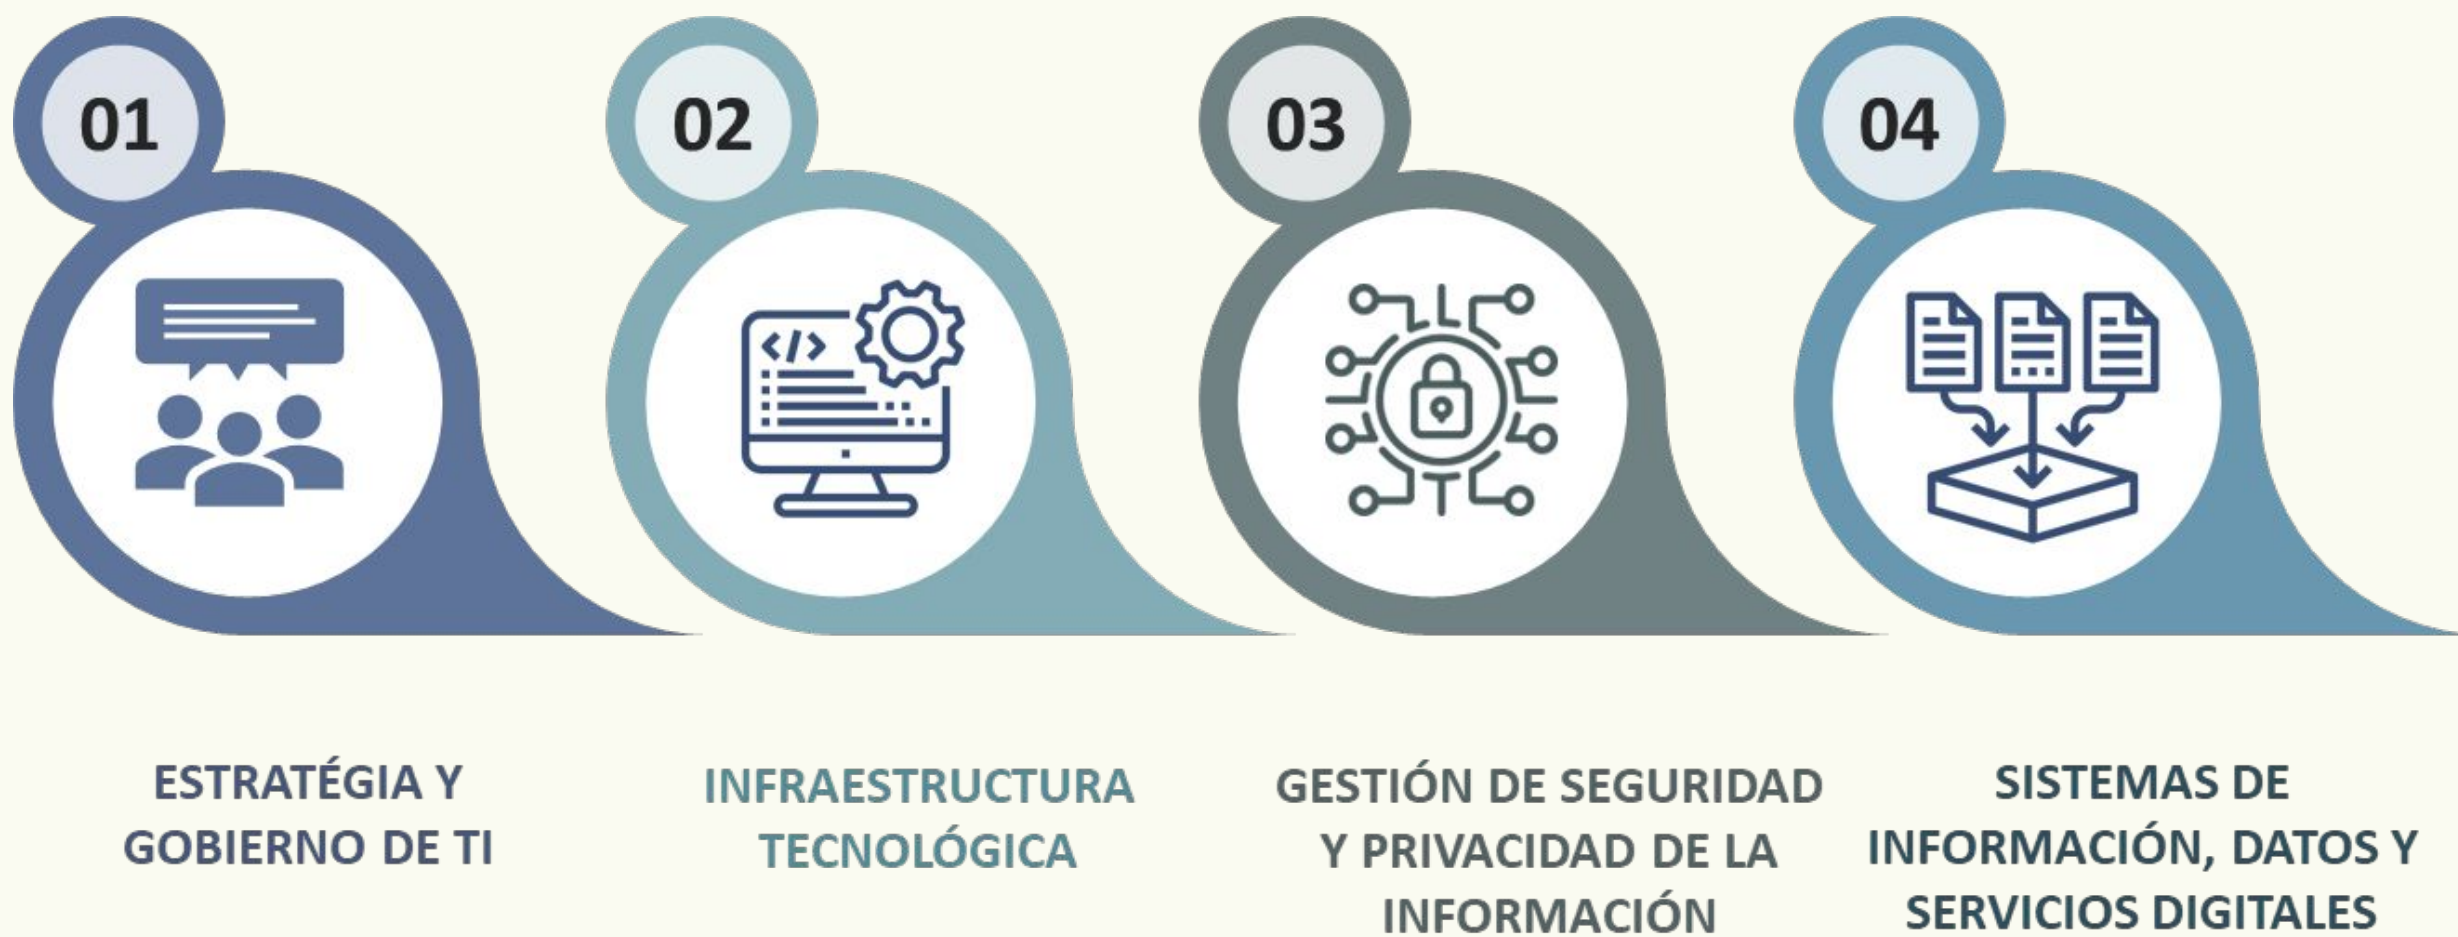 01
ESTRATÉGIA Y
GOBIERNO DE TI
02
</>
INFRAESTRUCTURA
TECNOLÓGICA
03
GESTIÓN DE SEGURIDAD
Y PRIVACIDAD DE LA
INFORMACIÓN
04
SISTEMAS DE
INFORMACIÓN, DATOS Y
SERVICIOS DIGITALES